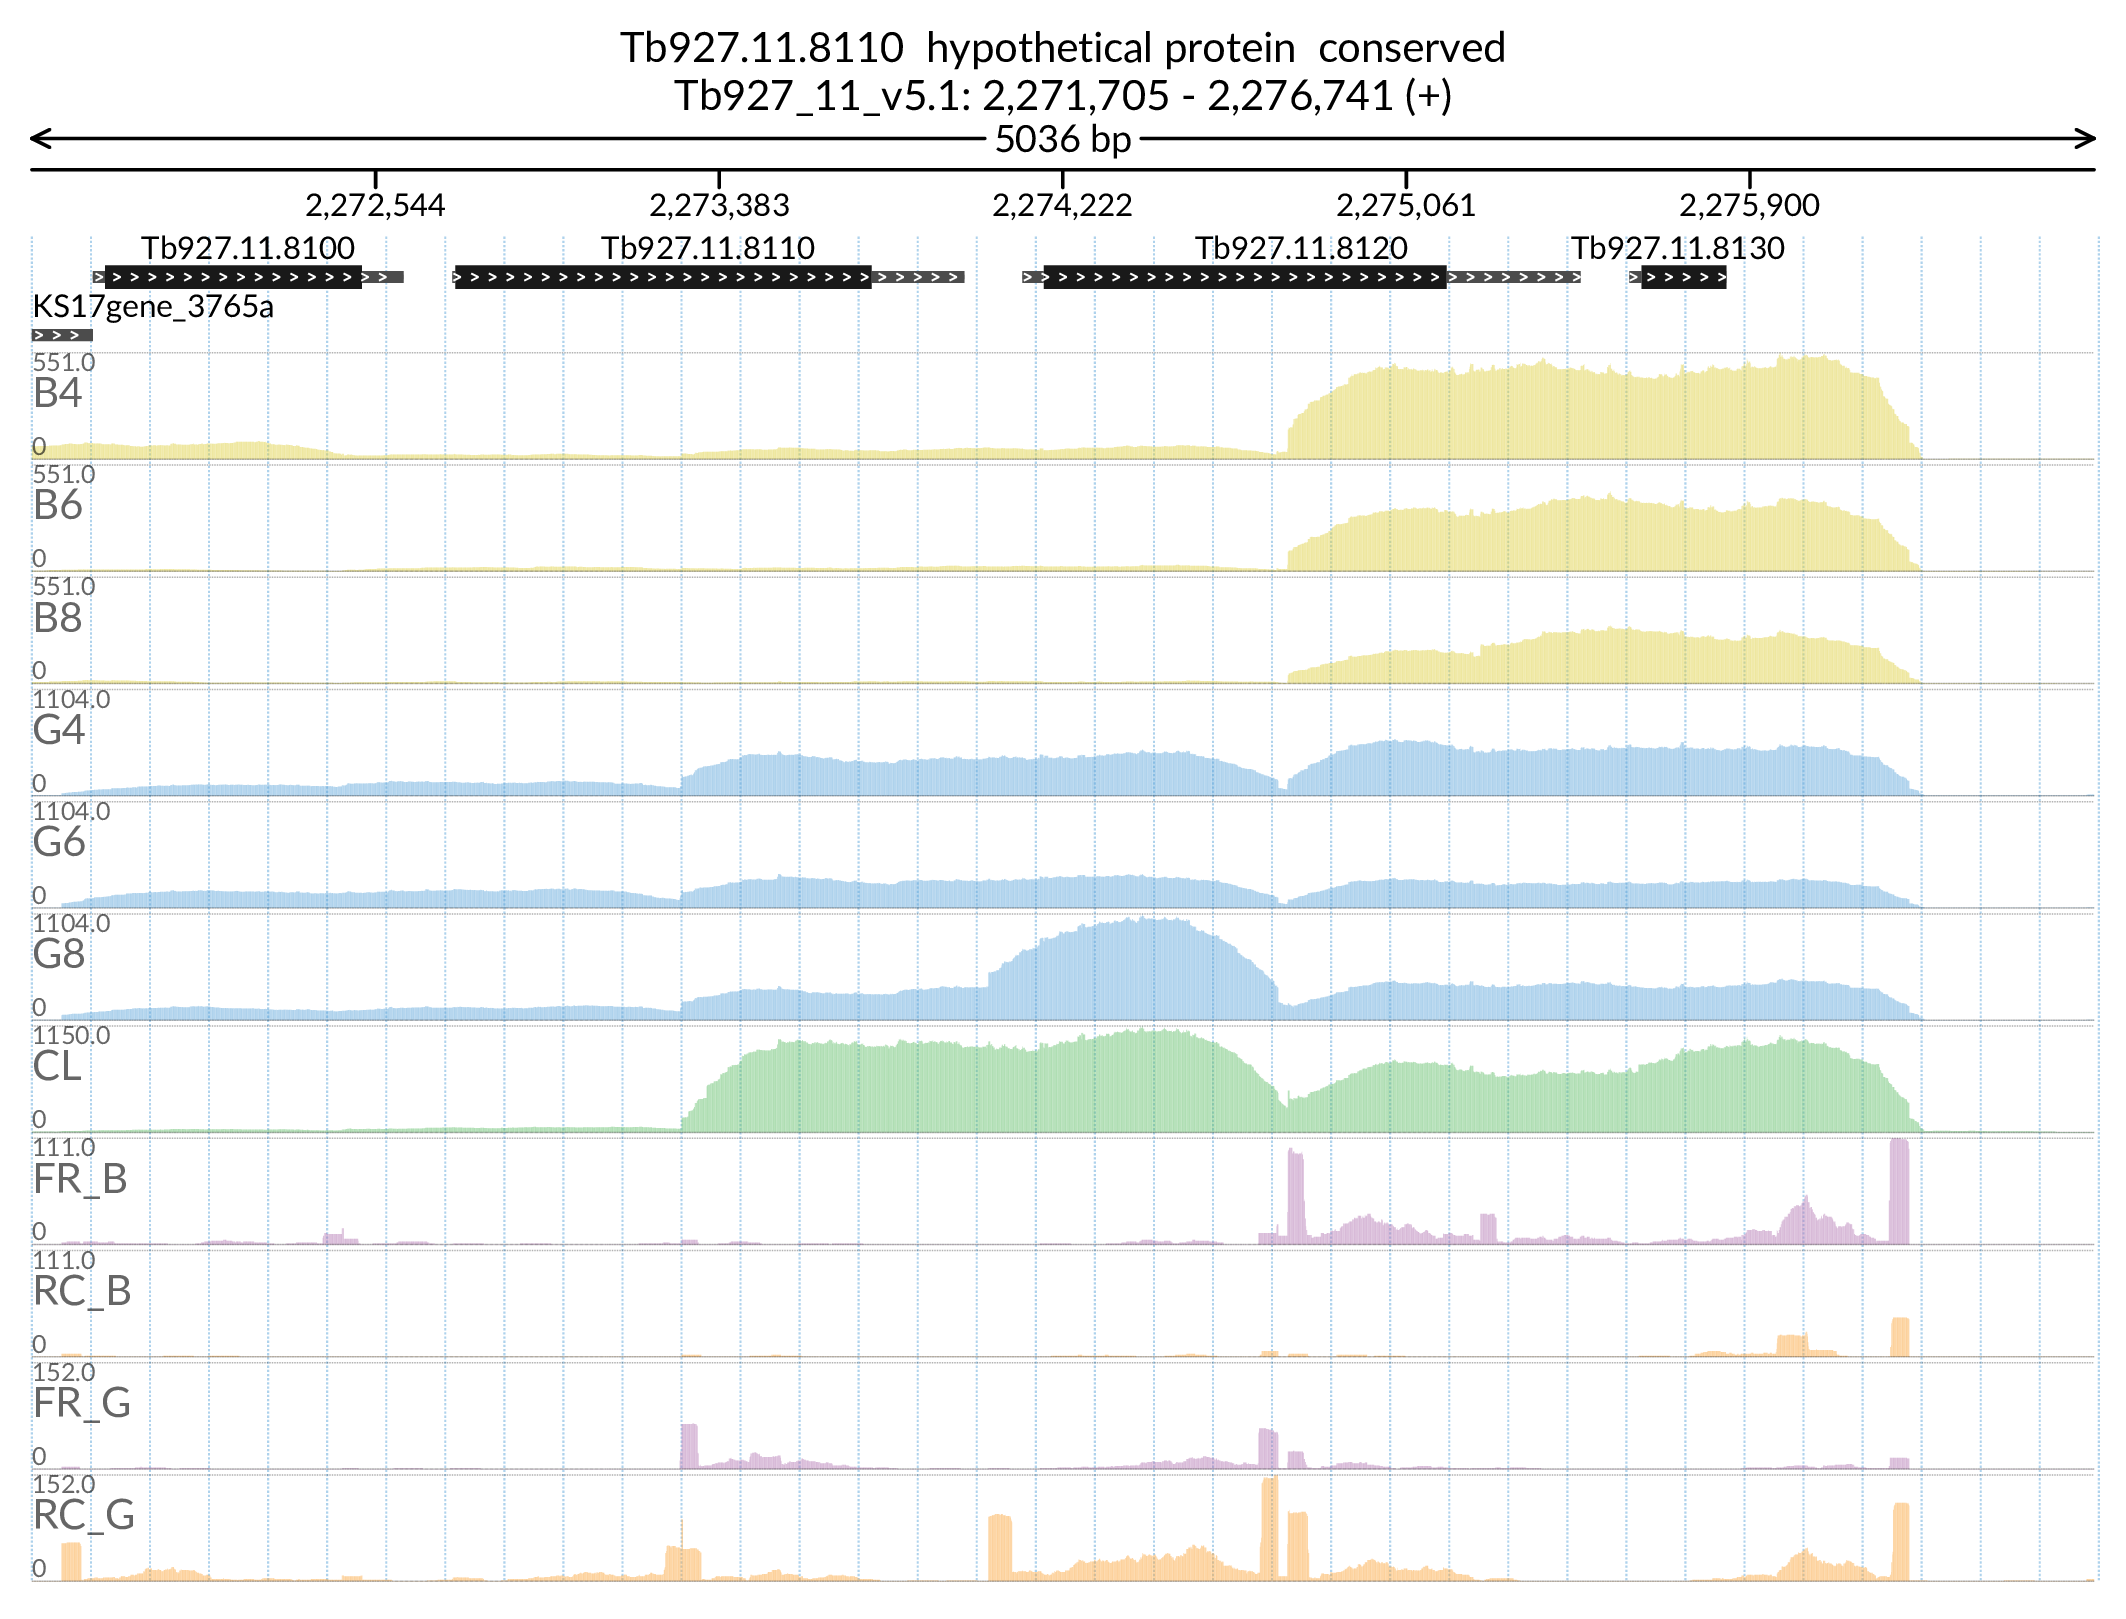 Tb927.11.8110  hypothetical protein  conserved
Tb927_11_v5.1: 2,271,705 - 2,276,741 (+)
5036 bp
2,272,544 2,273,383 2,274,222 2,275,061 2,275,900
Tb927.11.8100 Tb927.11.8110 Tb927.11.8120 Tb927.11.8130
KS17gene_3765a
551.0
B4
0
551.0
B6
0
551.0
B8
0
1104.0
G4
0
1104.0
G6
0
1104.0
G8
0
1150.0
CL
0
111.0
FR_B
0
111.0
RC_B
0
152.0
FR_G
0
152.0
RC_G
0